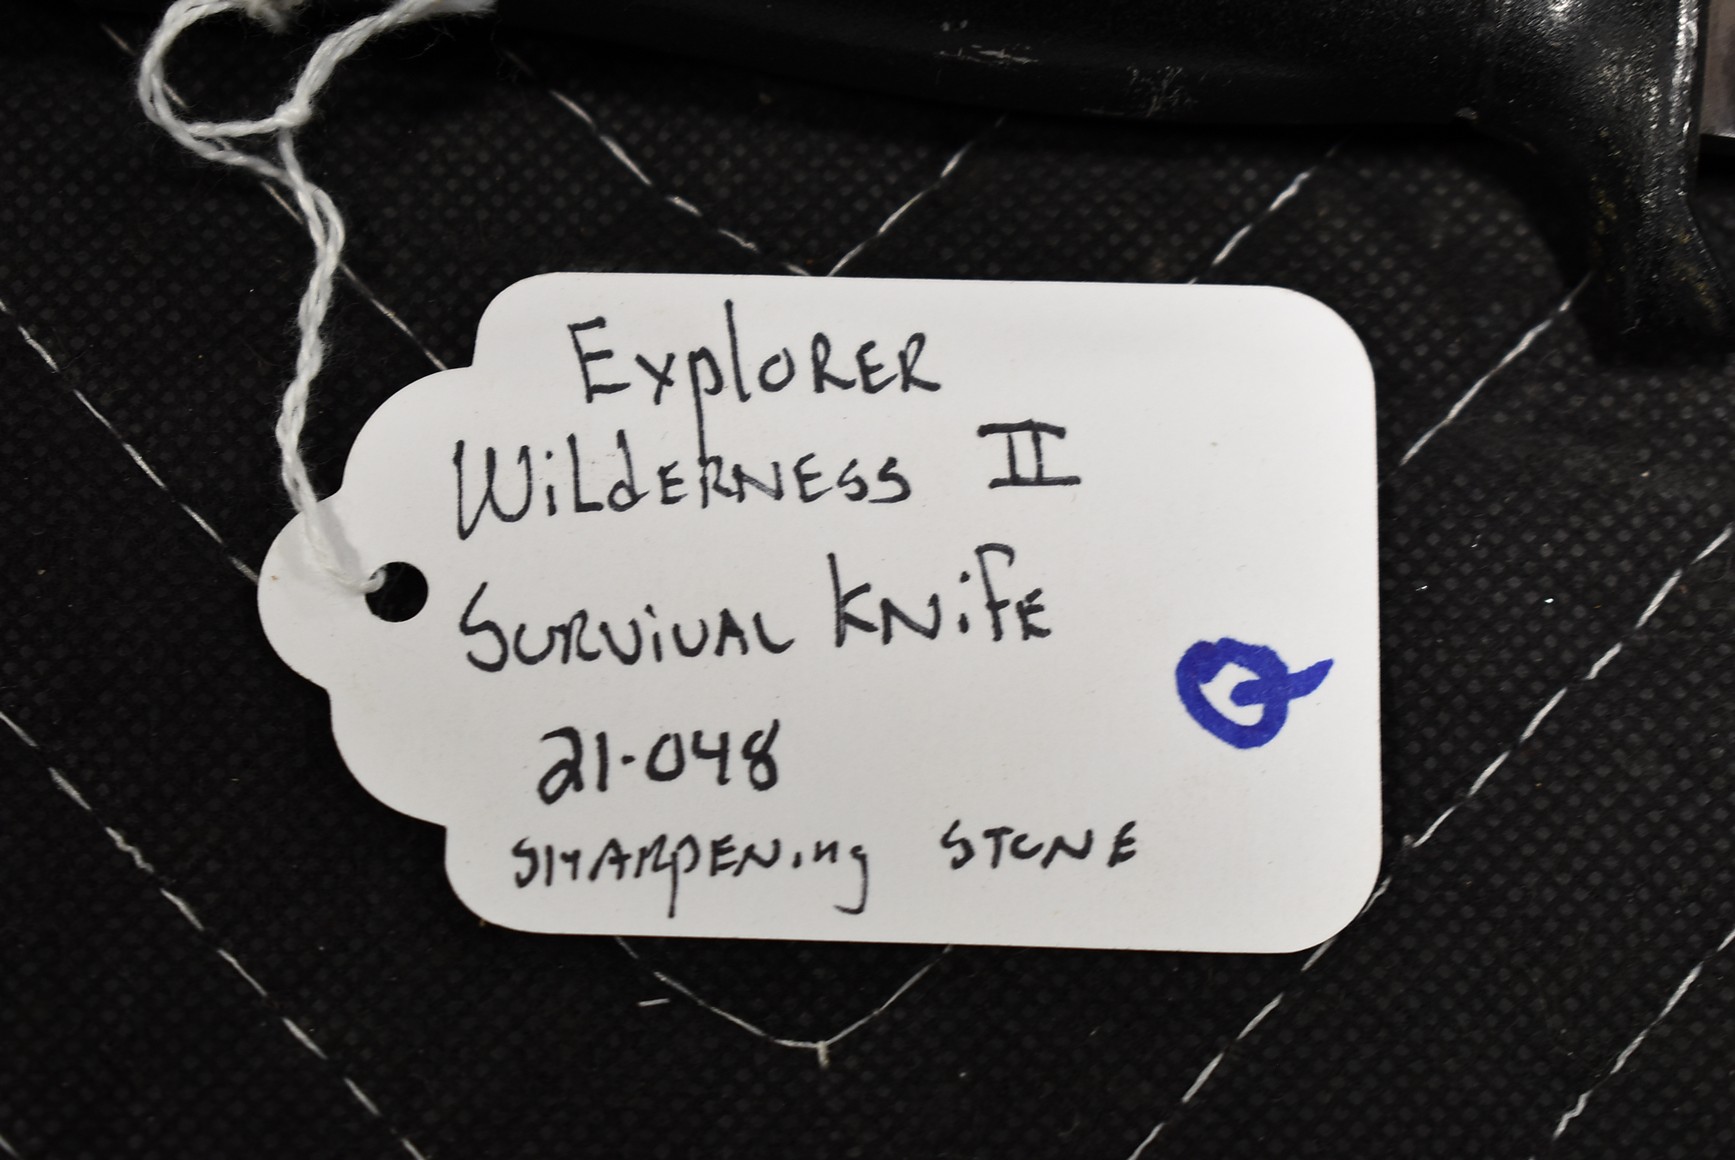 Explorer
Wilderness II
Survival Knife
21-048
Sharpening Stone